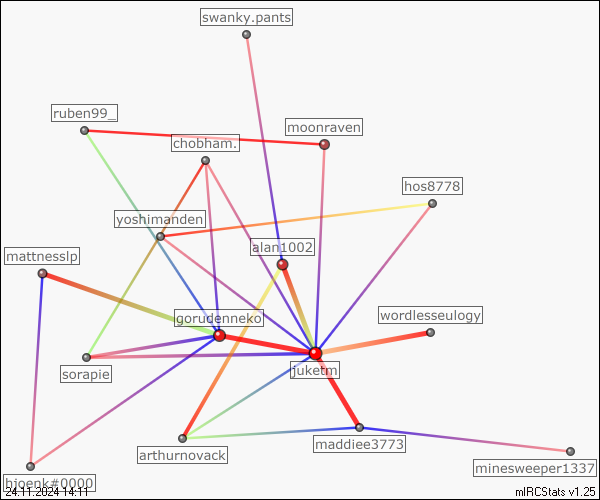 swanky.pants
ruben99_
moonraven
chobham.
hos8778
yoshimanden
alan1002
mattnesslp
gorudenneko
wordlesseulogy
juketm
sorapie
maddiee3773
arthurnovack
minesweeper1337
hjoenk#0000
24.11.2024 14:11
mIRCStats v1.25